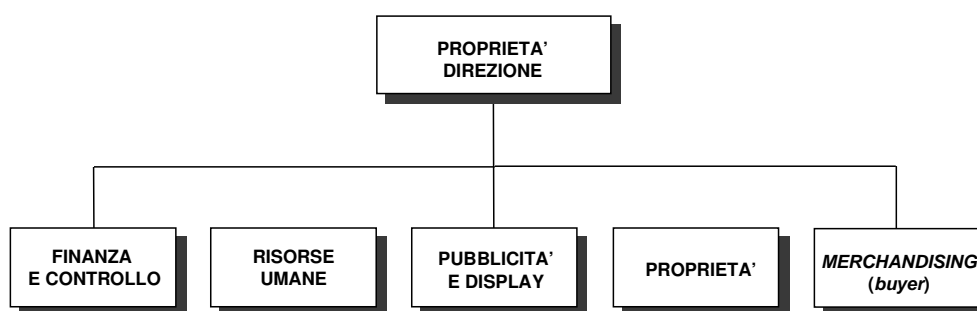 PROPRIETA’
DIREZIONE
FINANZA
E CONTROLLO
RISORSE
UMANE
PUBBLICITA’
E DISPLAY
PROPRIETA’
MERCHANDISING
(buyer)